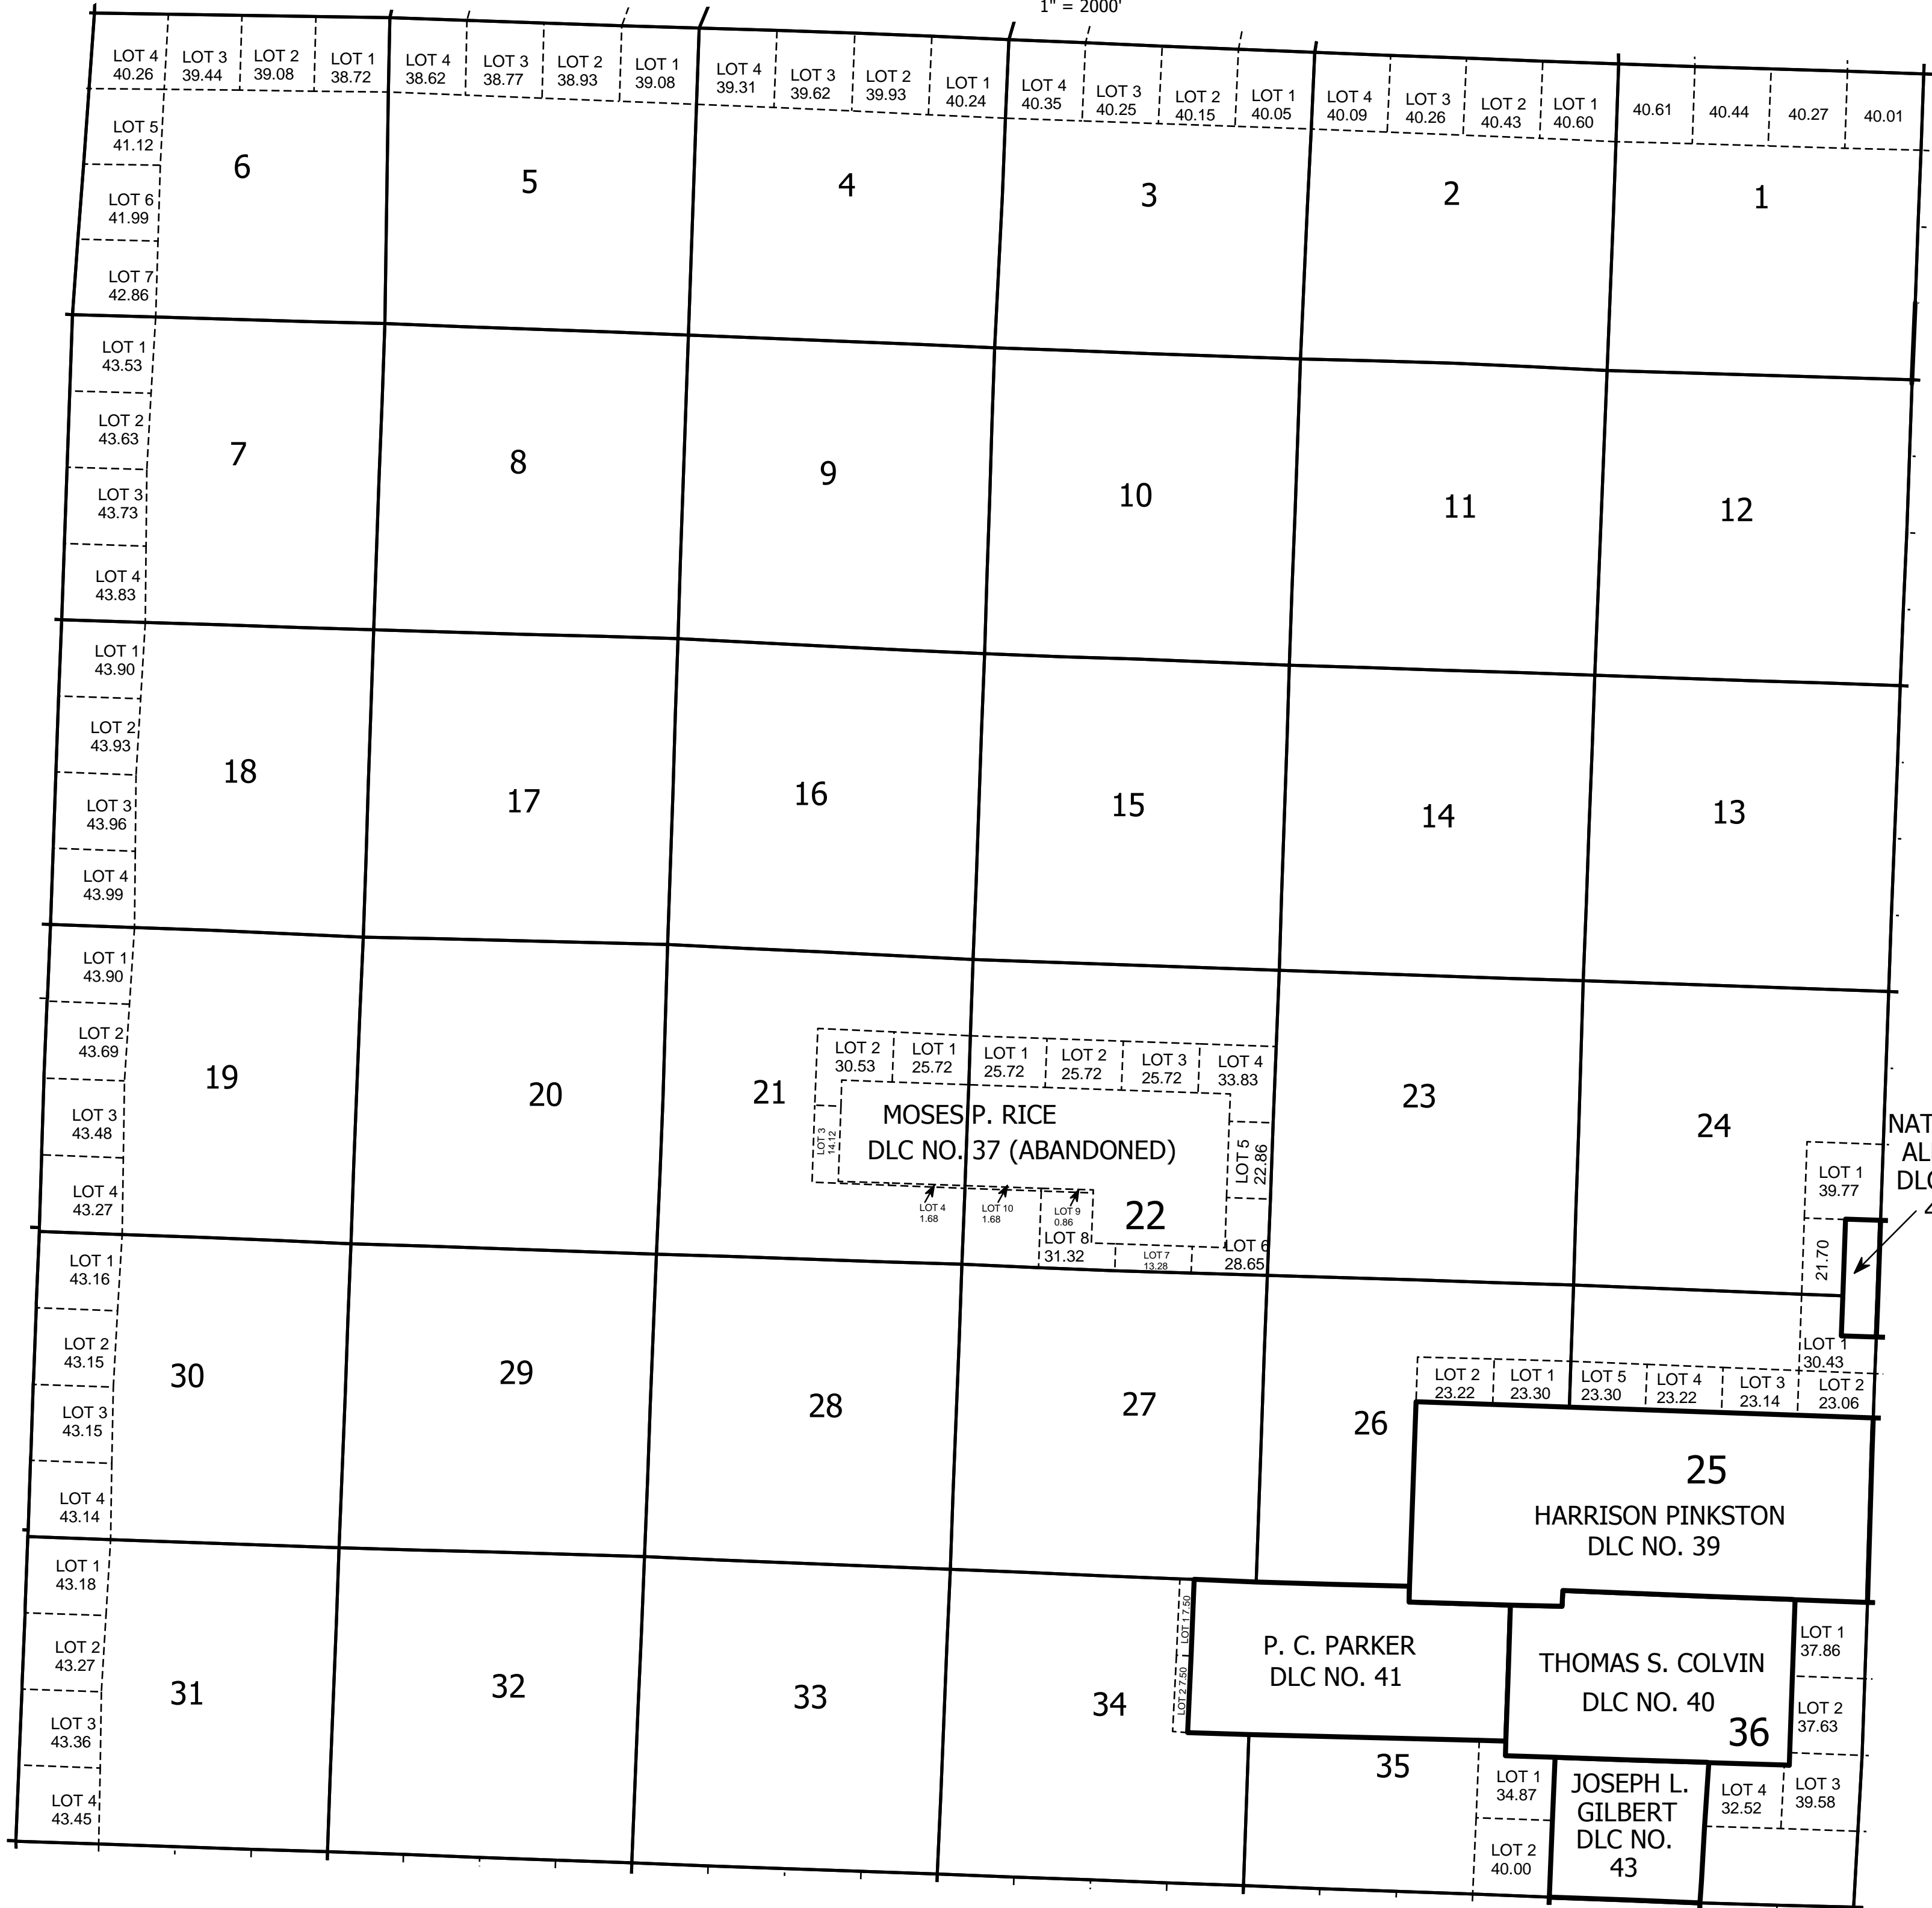 1" = 2000'
LOT 4
40.26
LOT 3
39.44
LOT 2
39.08
LOT 1
38.72
LOT 4
38.62
LOT 3
38.77
LOT 2
38.93
LOT 1
39.08
LOT 4
39.31
LOT 3
39.62
LOT 2
39.93
LOT 1
40.24
LOT 4
40.35
LOT 3
40.25
LOT 2
40.15
LOT 1
40.05
LOT 4
40.09
LOT 3
40.26
LOT 2
40.43
LOT 1
40.60
40.61
40.44
40.27
40.01
LOT 5
41.12
LOT 6
41.99
LOT 7
42.86
6
5
4
3
2
1
LOT 1
43.53
LOT 2
43.63
LOT 3
43.73
LOT 4
43.83
7
8
9
10
11
12
LOT 1
43.90
LOT 2
43.93
LOT 3
43.96
LOT 4
43.99
18
17
16
15
14
13
LOT 1
43.90
LOT 2
43.69
LOT 3
43.48
LOT 4
43.27
19
20
21
LOT 2
30.53
LOT 1
25.72
LOT 1
25.72
LOT 2
25.72
LOT 3
25.72
LOT 4
33.83
MOSES P. RICE
DLC NO. 37 (ABANDONED)
LOT 3
14.12
LOT 5
22.86
LOT 4
1.68
LOT 10
1.68
LOT 9
0.86
LOT 8
31.32
22
LOT 7
13.28
LOT 6
28.65
23
24
LOT 1
39.77
21.70
NAT
AL
DLC
4
LOT 1
43.16
LOT 2
43.15
LOT 3
43.15
LOT 4
43.14
30
29
28
27
26
LOT 1
30.43
LOT 2
23.22
LOT 1
23.30
LOT 5
23.30
LOT 4
23.22
LOT 3
23.14
LOT 2
23.06
25
HARRISON PINKSTON
DLC NO. 39
LOT 1
43.18
LOT 2
43.27
LOT 3
43.36
LOT 4
43.45
31
32
33
34
LOT 1 7.50
LOT 2 7.50
P. C. PARKER
DLC NO. 41
THOMAS S. COLVIN
DLC NO. 40
36
LOT 1
37.86
LOT 2
37.63
35
LOT 1
34.87
LOT 2
40.00
JOSEPH L.
GILBERT
DLC NO.
43
LOT 4
32.52
LOT 3
39.58